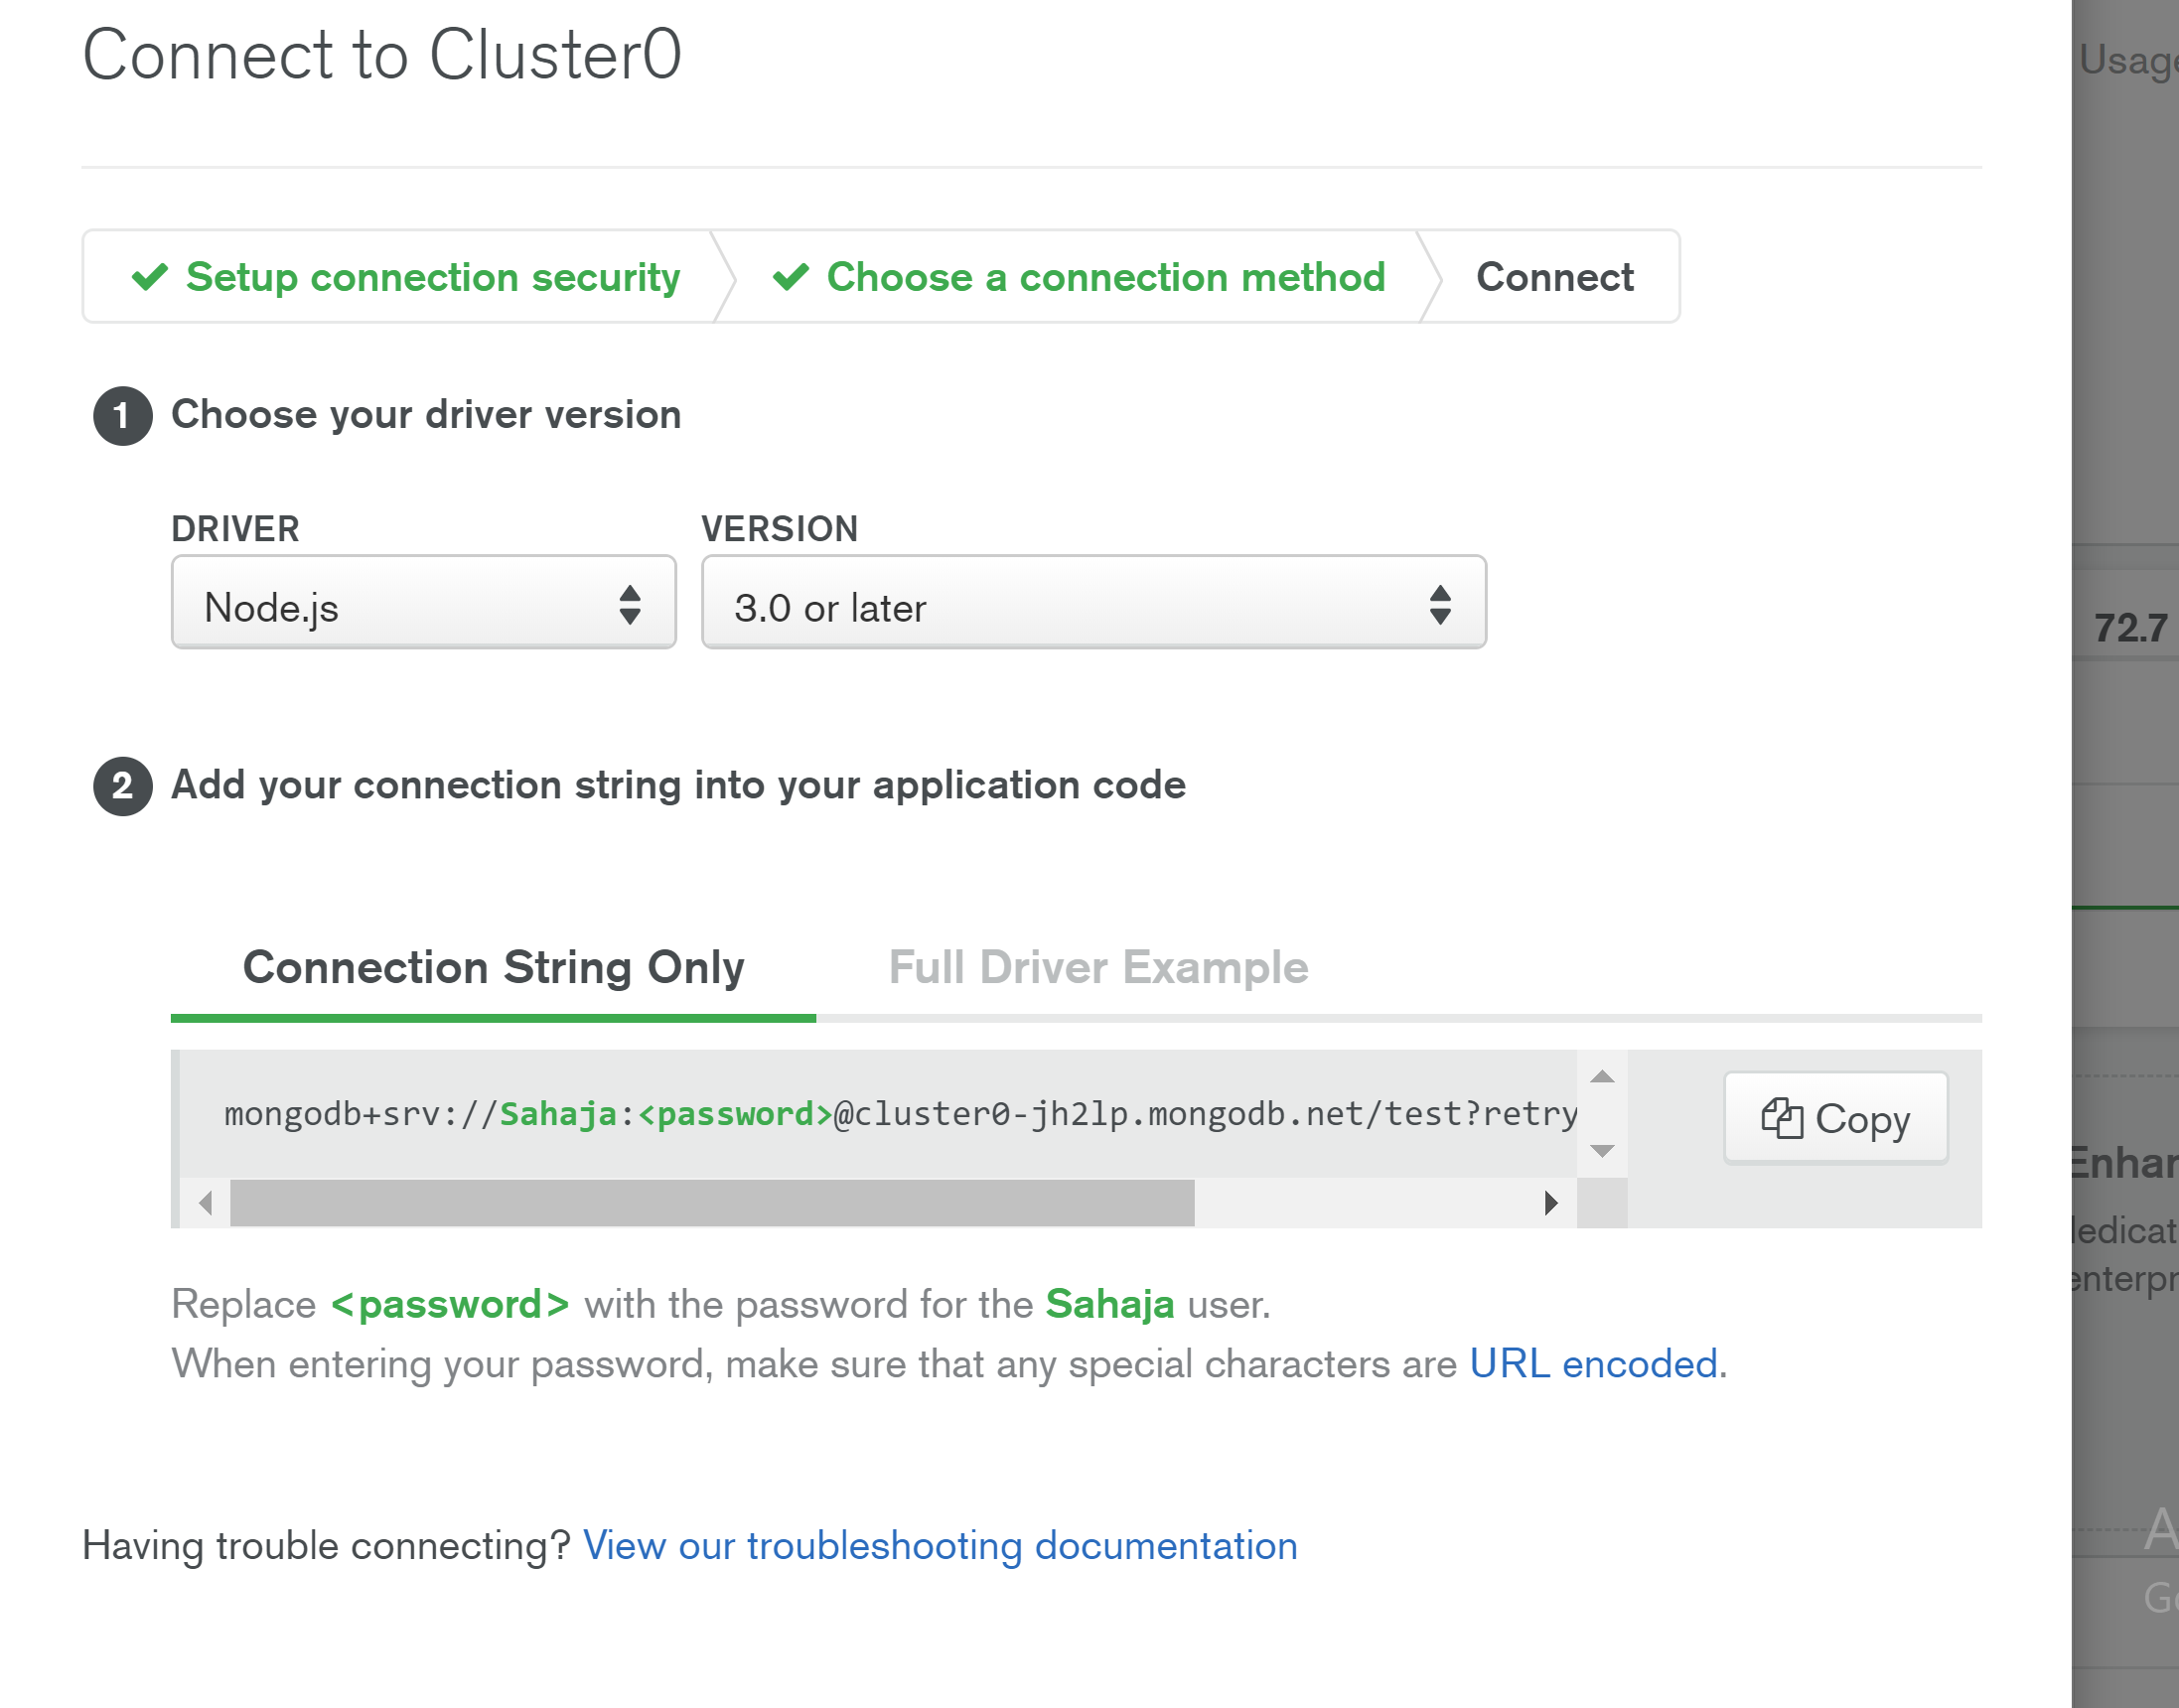 Connect to Cluster0
Usage
Setup connection security
Choose a connection method
Connect
1 Choose your driver version
DRIVER
VERSION
Node.js
3.0 or later
72.7
2 Add your connection string into your application code
Connection String Only
Full Driver Example
mongodb+srv://Sahaja:<password>@cluster0-jh2lp.mongodb.net/test?retry
Copy
Replace <password> with the password for the Sahaja user.
When entering your password, make sure that any special characters are URL encoded.
Having trouble connecting? View our troubleshooting documentation